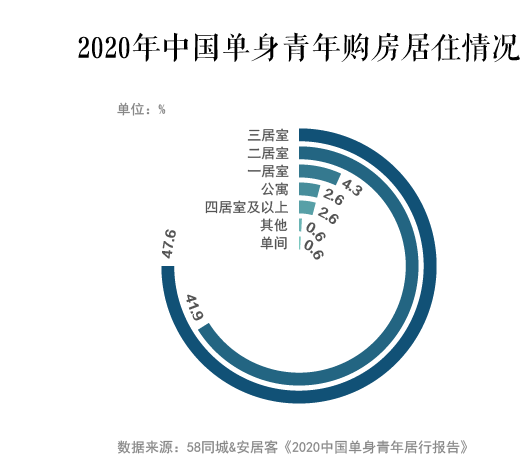 2020年中国单身青年购房居住情况
单位：%
三居室
二居室
一居室
4.3
公寓
2.6
四居室及以上
2.6
其他
0.6
单间
0.6
47.6
41.9
数据来源：58同城&安居客《2020中国单身青年居行报告》